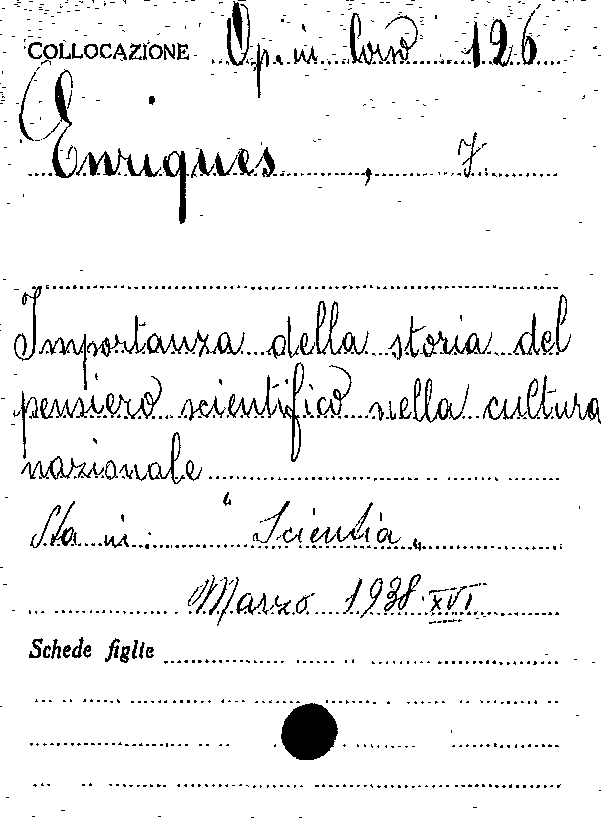 COLLOCAZIONE Op. in corso 126
Enriques, F.
Importanza della storia del
pensiero scientifico nella cultura
nazionale
Sta in: "Scientia"
Marzo 1938 XVI
Schede figlie